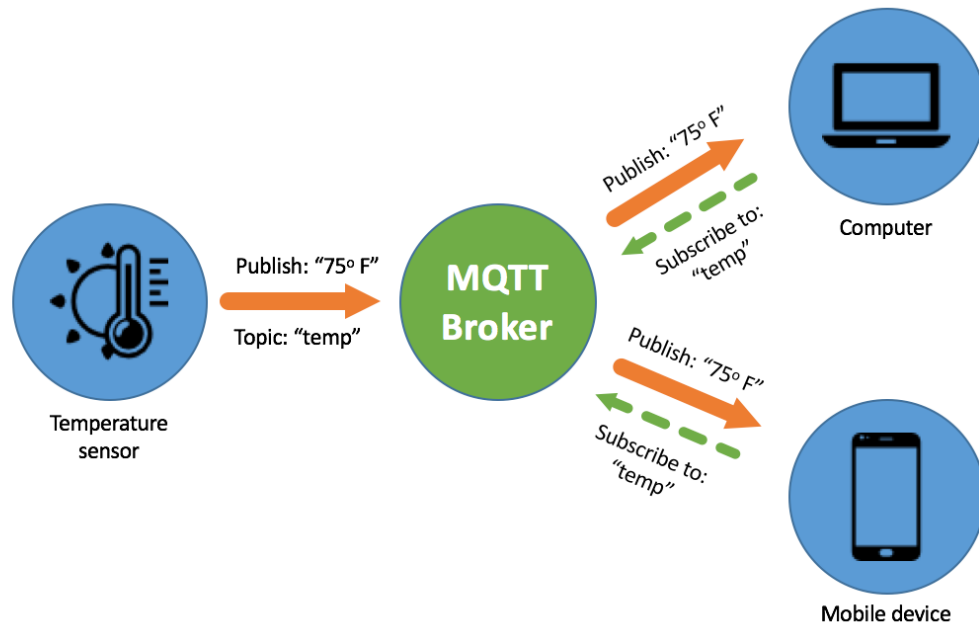 Publish: “75º F”
Topic: “temp”
Temperature
sensor
MQTT
Broker
Publish: “75º F”
Subscribe to:
“temp”
Computer
Publish: “75º F”
Subscribe to:
“temp”
Mobile device